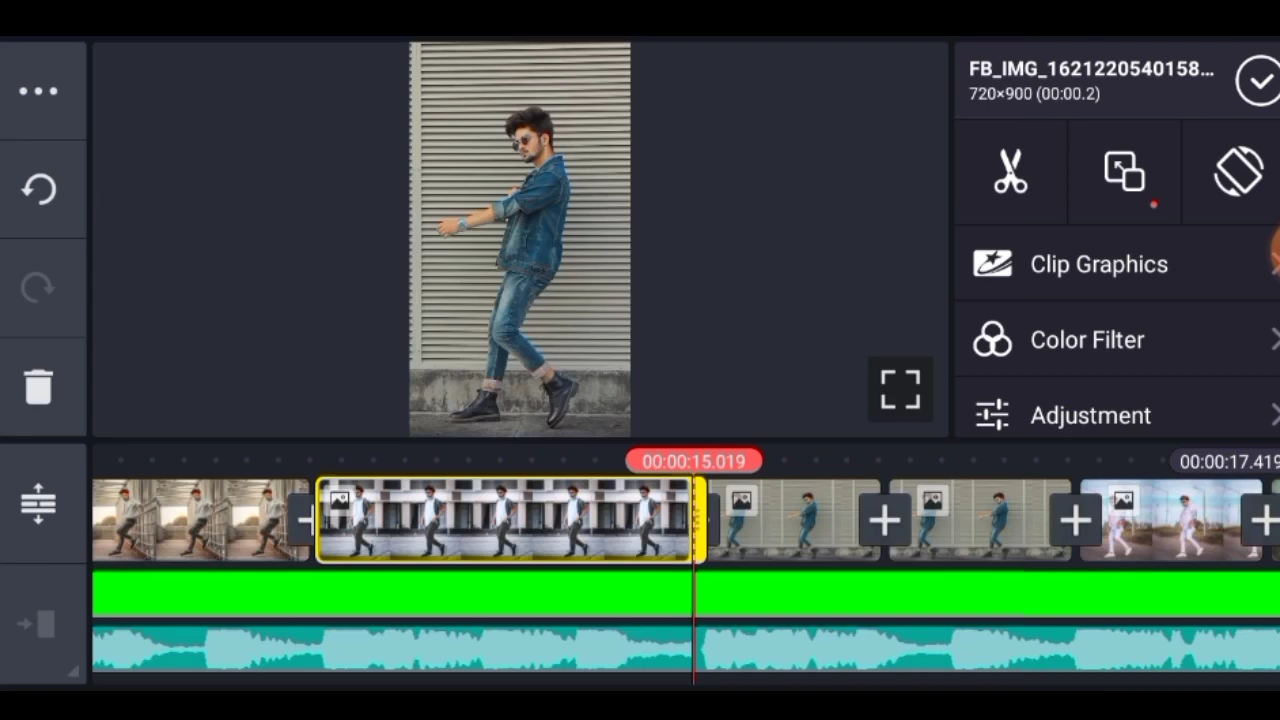 FB_IMG_1621220540158...
720×900 (00:00.2)
Clip Graphics
Color Filter
Adjustment
00:00:15.019
00:00:17.419